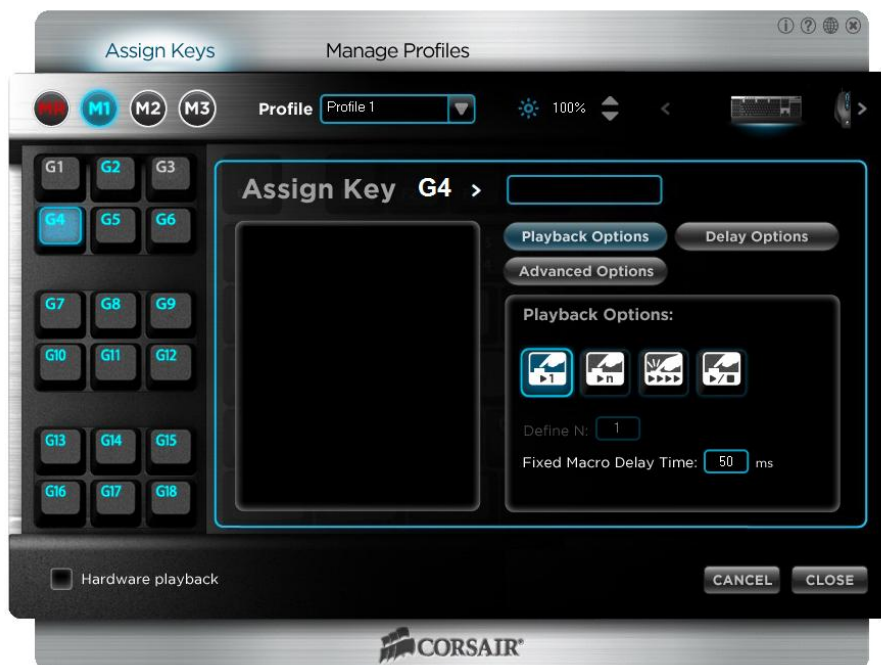 Assign Keys Manage Profiles
MR M1 M2 M3 Profile Profile 1 100%
G1 G2 G3
G4 G5 G6
G7 G8 G9
G10 G11 G12
G13 G14 G15
G16 G17 G18
Assign Key G4 >
Playback Options Delay Options
Advanced Options
Playback Options:
1 n
Define N: 1
Fixed Macro Delay Time: 50 ms
Hardware playback
CANCEL CLOSE
CORSAIR®